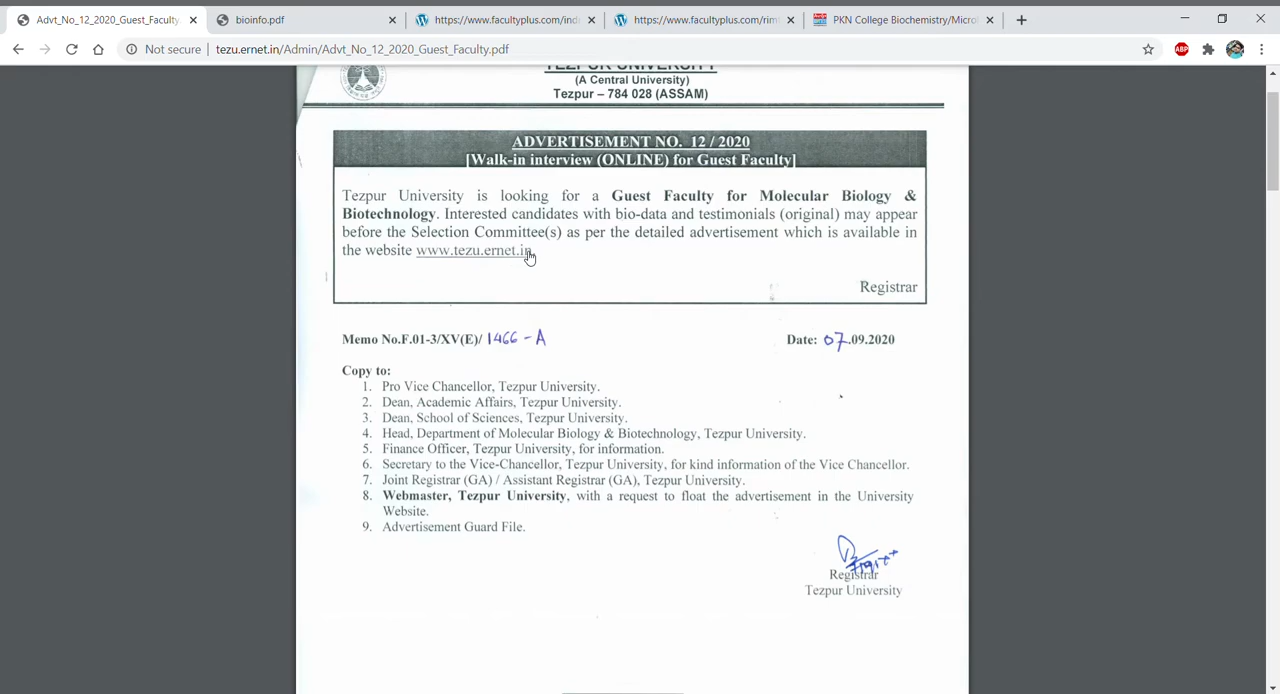 Advt_No_12_2020_Guest_Faculty.
bioinfo.pdf
https://www.facultyplus.com/ind
https://www.facultyplus.com/rim
PKN College Biochemistry/Microl
Not secure | tezu.ernet.in/Admin/Advt_No_12_2020_Guest_Faculty.pdf
ABP
TEZPUR UNIVERSITY
(A Central University)
Tezpur – 784 028 (ASSAM)
ADVERTISEMENT NO. 12 / 2020
[Walk-in interview (ONLINE) for Guest Faculty]
Tezpur University is looking for a Guest Faculty for Molecular Biology &
Biotechnology. Interested candidates with bio-data and testimonials (original) may appear
before the Selection Committee(s) as per the detailed advertisement which is available in
the website www.tezu.ernet.in
Registrar
Memo No.F.01-3/XV(E)/ 1466 - A
Date: 07.09.2020
Copy to:
1. Pro Vice Chancellor, Tezpur University.
2. Dean, Academic Affairs, Tezpur University.
3. Dean, School of Sciences, Tezpur University.
4. Head, Department of Molecular Biology & Biotechnology, Tezpur University.
5. Finance Officer, Tezpur University, for information.
6. Secretary to the Vice-Chancellor, Tezpur University, for kind information of the Vice Chancellor.
7. Joint Registrar (GA) / Assistant Registrar (GA), Tezpur University.
8. Webmaster, Tezpur University, with a request to float the advertisement in the University
Website.
9. Advertisement Guard File.
Registrar
Tezpur University